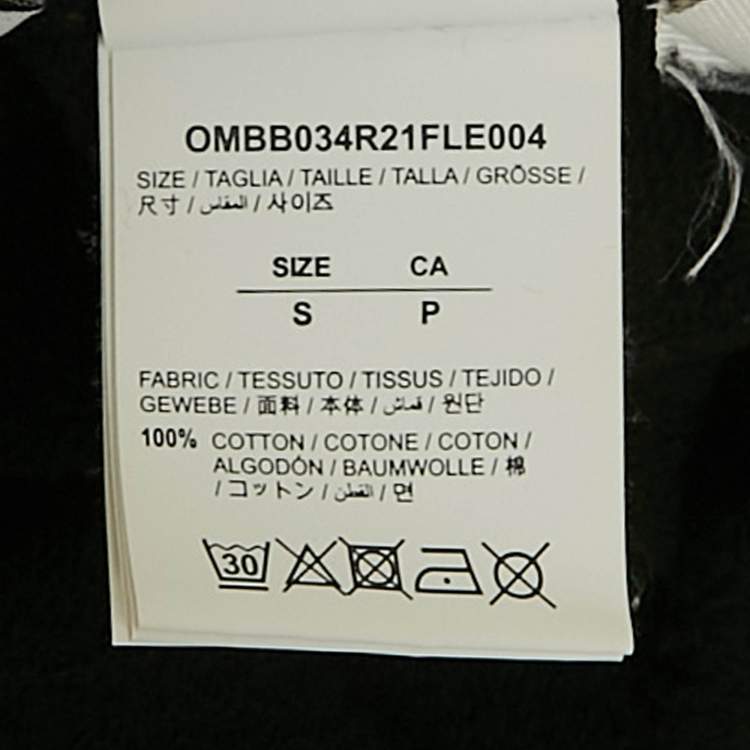 OMBB034R21FLE004
SIZE / TAGLIA / TAILLE / TALLA / GRÖSSE /
尺寸 / المقاس / 사이즈
SIZE CA
S P
FABRIC / TESSUTO / TISSUS / TEJIDO /
GEWEBE / 面料 / 本体 / قماش / 원단
100% COTTON / COTONE / COTON /
ALGODÓN / BAUMWOLLE / 棉
/ コットン / القطن / 면
30